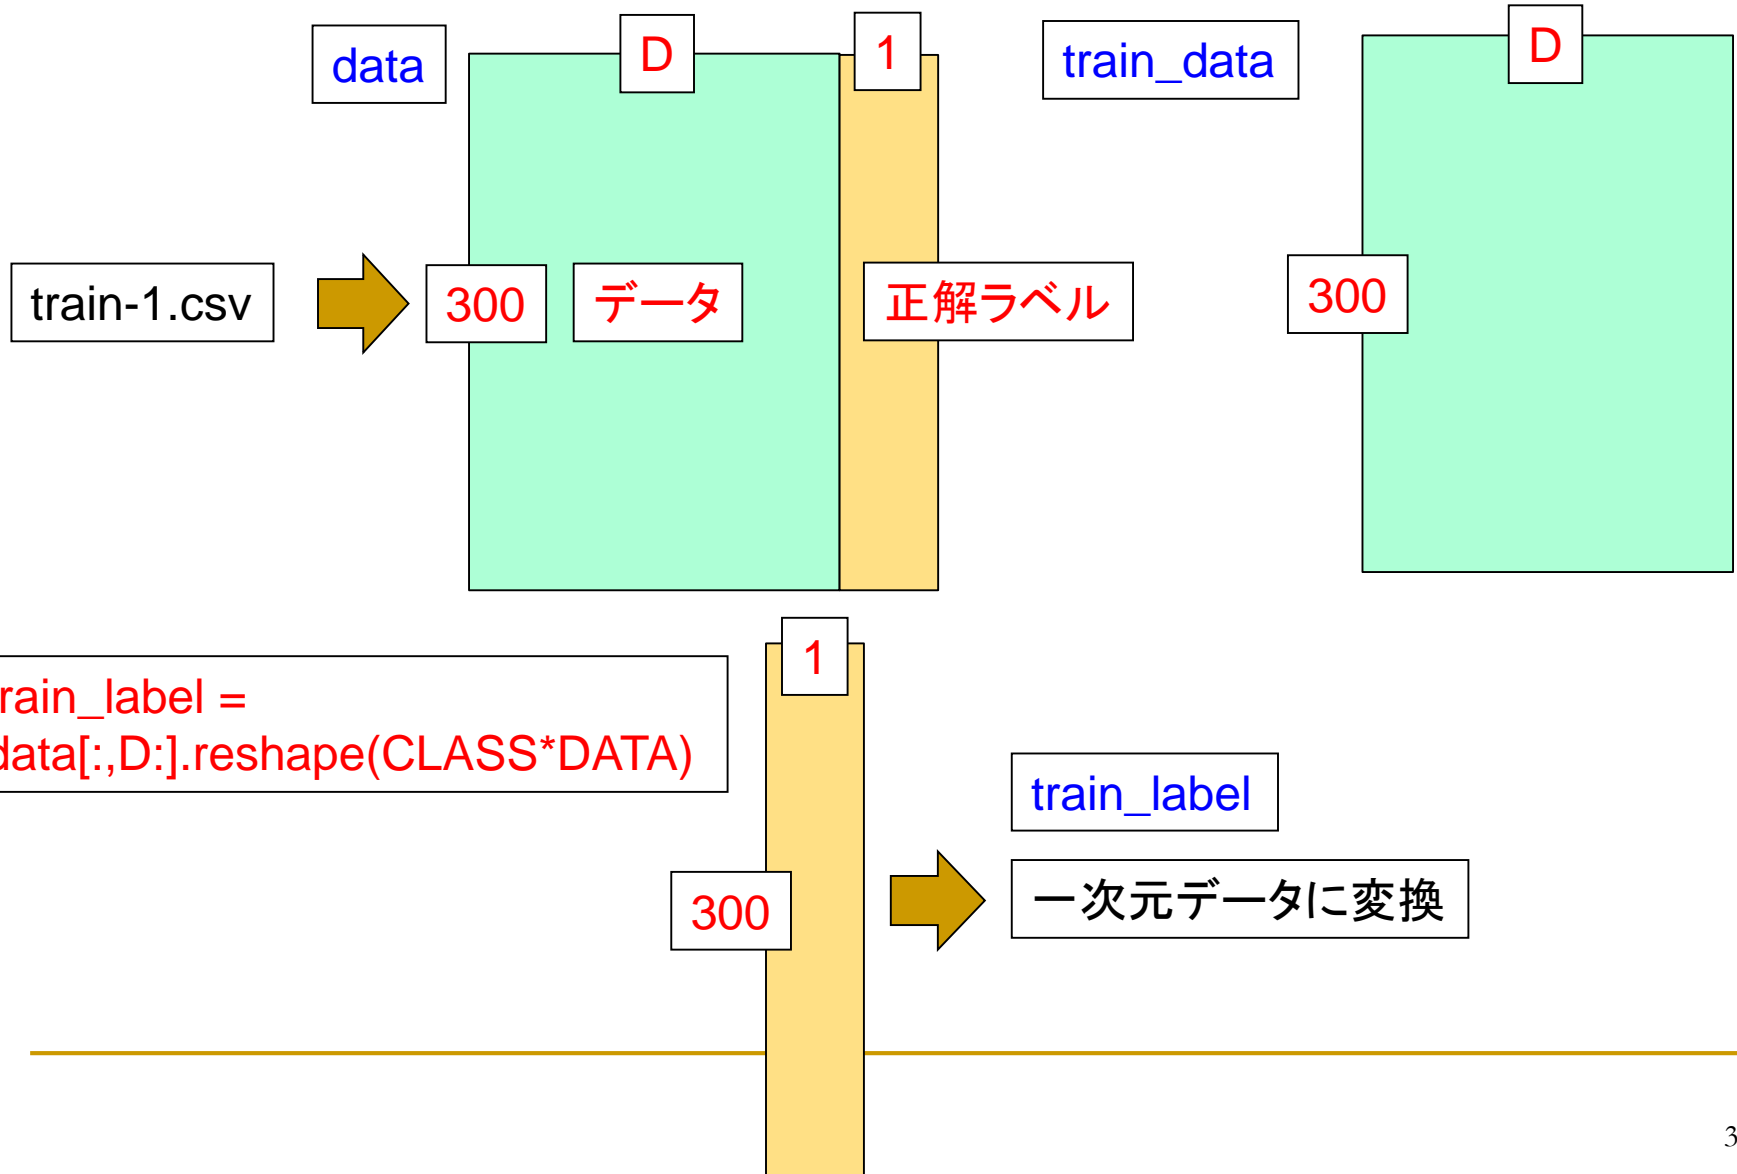 data
D
1
train_data
D
train-1.csv
300
データ
正解ラベル
300
rain_label =
data[:,D:].reshape(CLASS*DATA)
1
train_label
300
一次元データに変換
3